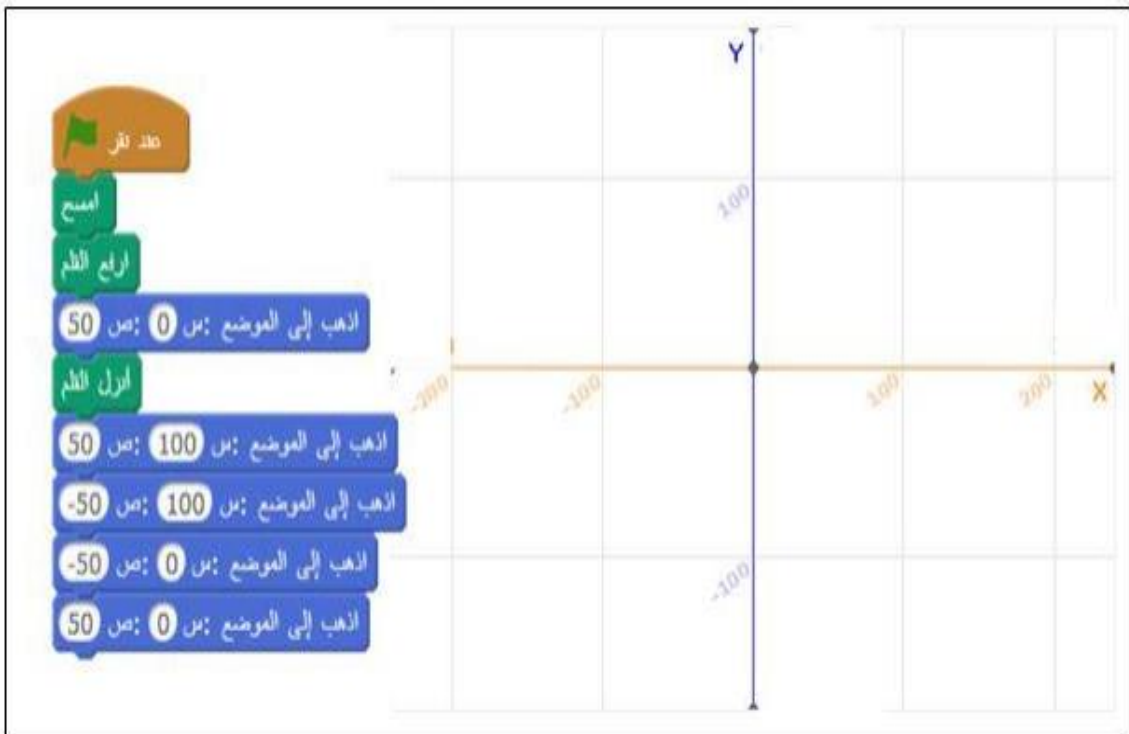 عند نقر
امسح
ارفع القلم
اذهب إلى الموضع :س 0 :ص 50
أنزل القلم
اذهب إلى الموضع :س 100 :ص 50
اذهب إلى الموضع :س 100 :ص -50
اذهب إلى الموضع :س 0 :ص -50
اذهب إلى الموضع :س 0 :ص 50
Y
100
-200 -100 100 200 X
-100